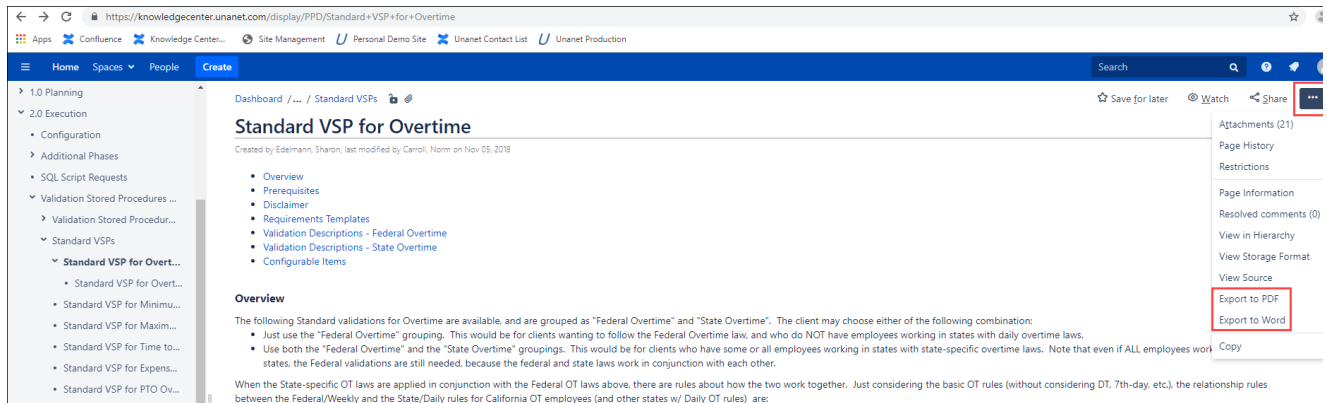 https://knowledgecenter.unanet.com/display/PPD/Standard+VSP+for+Overtime
Apps Confluence Knowledge Center... Site Management Personal Demo Site Unanet Contact List Unanet Production
Home Spaces People Create Search
1.0 Planning
2.0 Execution
Configuration
Additional Phases
SQL Script Requests
Validation Stored Procedures ...
Validation Stored Procedur...
Standard VSPs
Standard VSP for Overt...
Standard VSP for Overt...
Standard VSP for Minimu...
Standard VSP for Maxim...
Standard VSP for Time to...
Standard VSP for Expens...
Standard VSP for PTO Ov...
Dashboard /... / Standard VSPs
Save for later Watch Share ...
Standard VSP for Overtime
Created by Edelmann, Sharon, last modified by Carroll, Norm on Nov 05, 2018
Overview
Prerequisites
Disclaimer
Requirements Templates
Validation Descriptions - Federal Overtime
Validation Descriptions - State Overtime
Configurable Items
Overview
The following Standard validations for Overtime are available, and are grouped as "Federal Overtime" and "State Overtime". The client may choose either of the following combination:
Just use the "Federal Overtime" grouping. This would be for clients wanting to follow the Federal Overtime law, and who do NOT have employees working in states with daily overtime laws.
Use both the "Federal Overtime" and the "State Overtime" groupings. This would be for clients who have some or all employees working in states with state-specific overtime laws. Note that even if ALL employees work
states, the Federal validations are still needed, because the federal and state laws work in conjunction with each other.
When the State-specific OT laws are applied in conjunction with the Federal OT laws above, there are rules about how the two work together. Just considering the basic OT rules (without considering DT, 7th-day, etc.), the relationship rules
between the Federal/Weekly and the State/Daily rules for California OT employees (and other states w/ Daily OT rules) are:
Attachments (21)
Page History
Restrictions
Page Information
Resolved comments (0)
View in Hierarchy
View Storage Format
View Source
Export to PDF
Export to Word
Copy